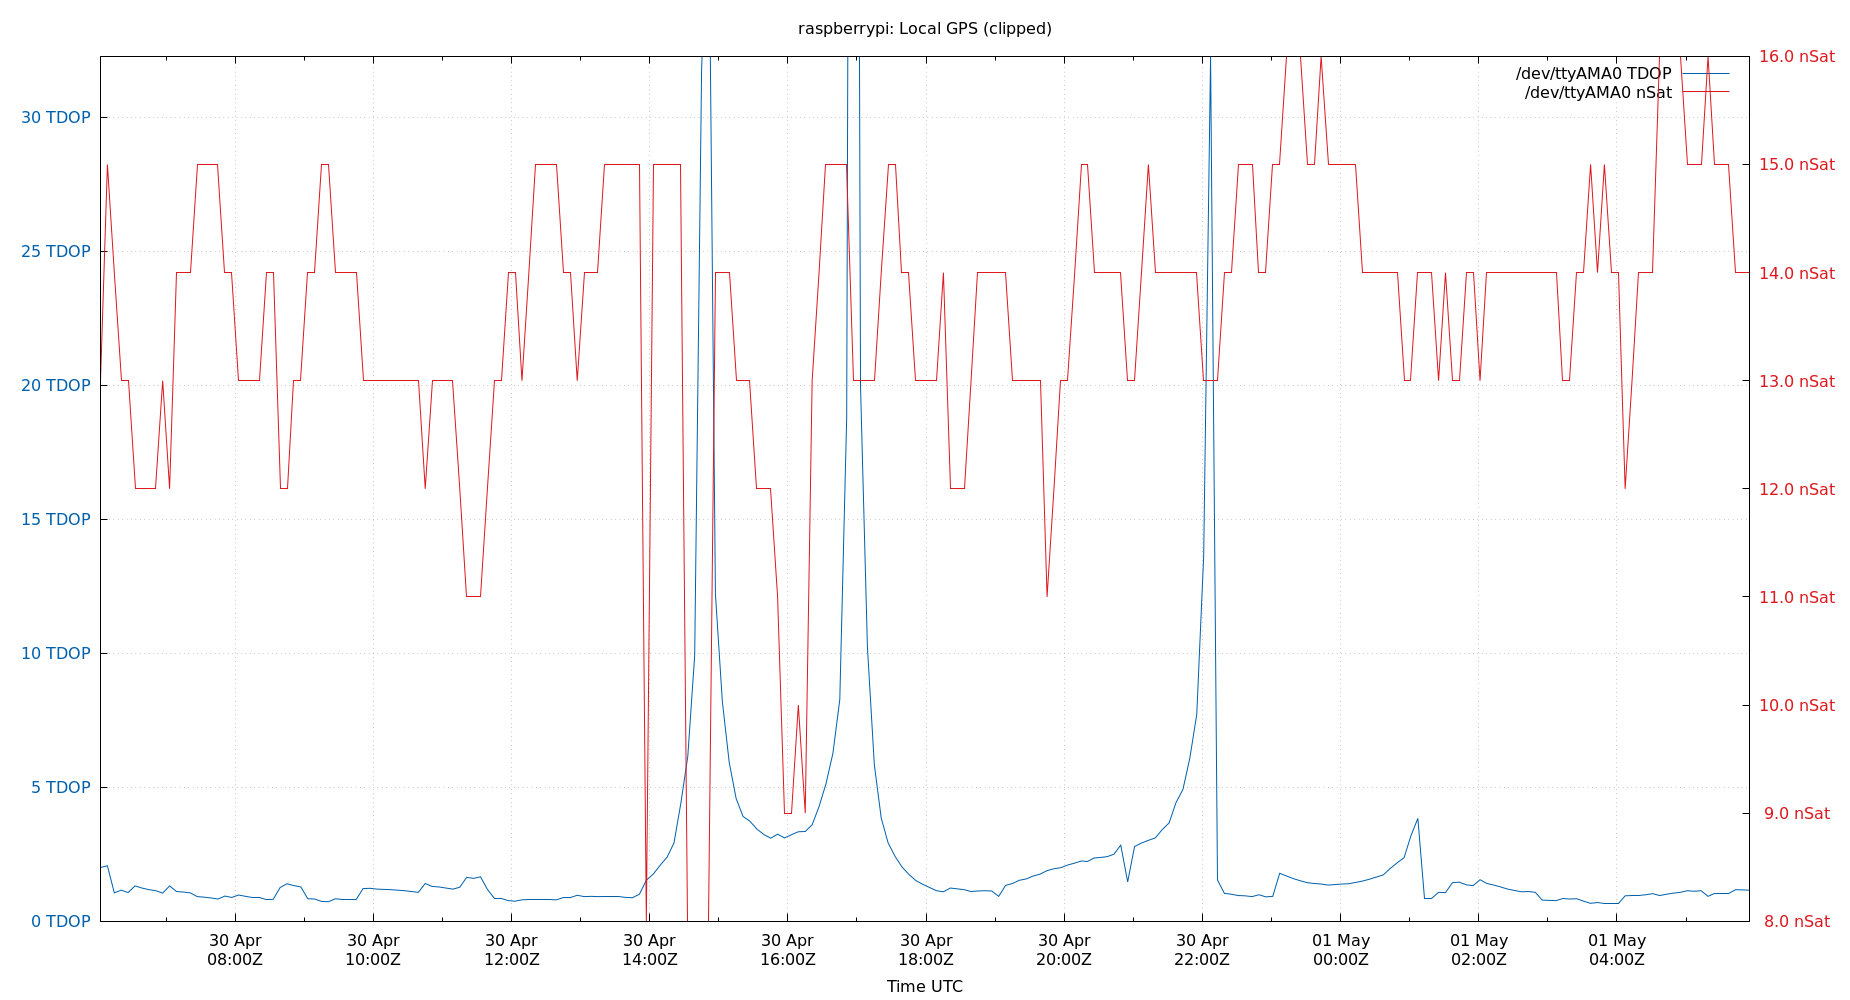 raspberrypi: Local GPS (clipped)
/dev/ttyAMA0 TDOP
/dev/ttyAMA0 nSat
30 TDOP
25 TDOP
20 TDOP
15 TDOP
10 TDOP
5 TDOP
0 TDOP
16.0 nSat
15.0 nSat
14.0 nSat
13.0 nSat
12.0 nSat
11.0 nSat
10.0 nSat
9.0 nSat
8.0 nSat
30 Apr 30 Apr 30 Apr 30 Apr 30 Apr 30 Apr 30 Apr 30 Apr 01 May 01 May 01 May
08:00Z 10:00Z 12:00Z 14:00Z 16:00Z 18:00Z 20:00Z 22:00Z 00:00Z 02:00Z 04:00Z
Time UTC